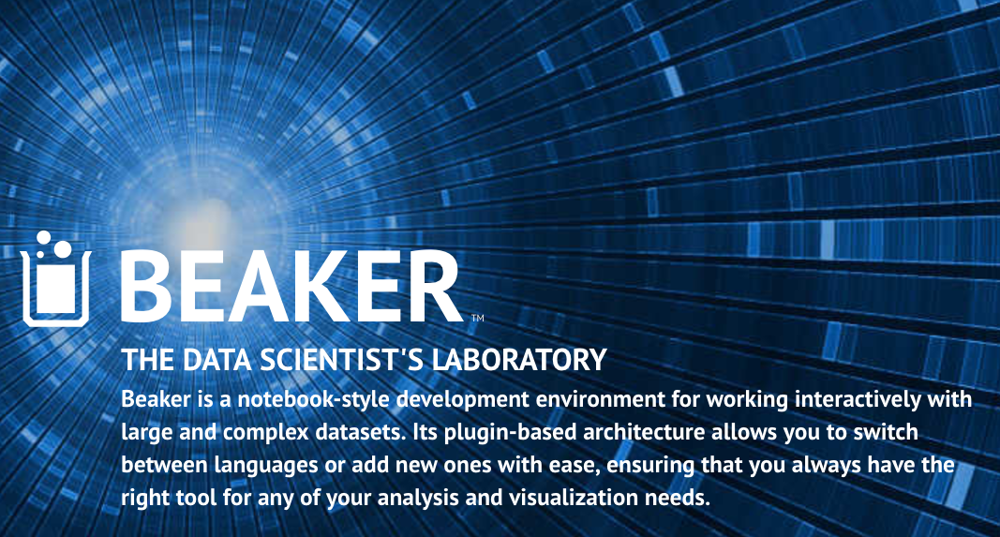 BEAKER™
THE DATA SCIENTIST'S LABORATORY
Beaker is a notebook-style development environment for working interactively with
large and complex datasets. Its plugin-based architecture allows you to switch
between languages or add new ones with ease, ensuring that you always have the
right tool for any of your analysis and visualization needs.